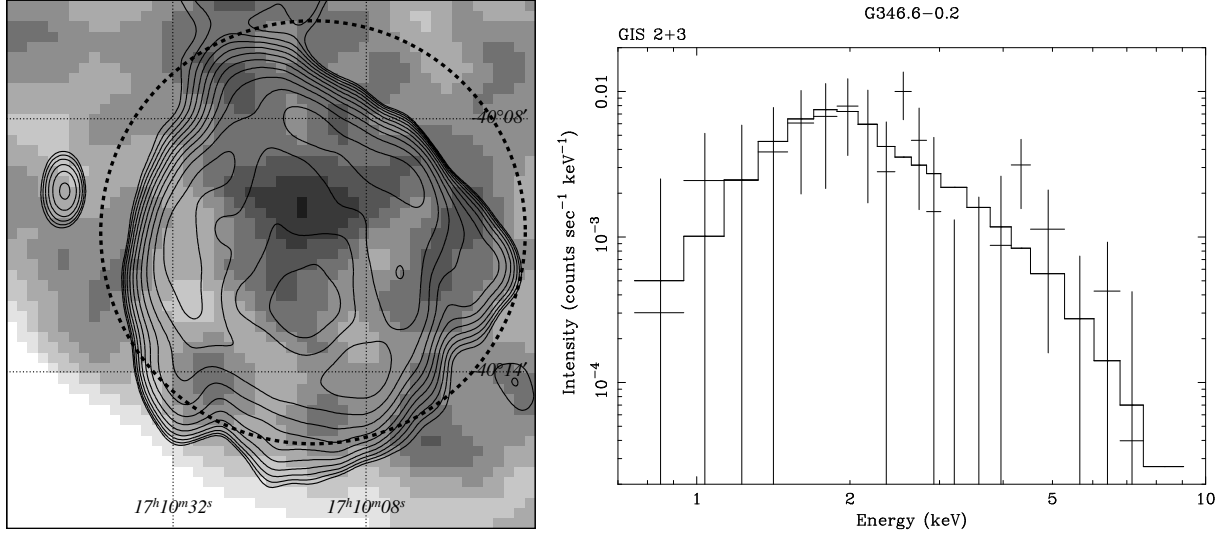 -40°08′
-40°14′
17ʰ10ᵐ32ˢ
17ʰ10ᵐ08ˢ
G346.6−0.2
GIS 2+3
Intensity (counts sec⁻¹ keV⁻¹)
0.01
10⁻³
10⁻⁴
1
2
5
10
Energy (keV)